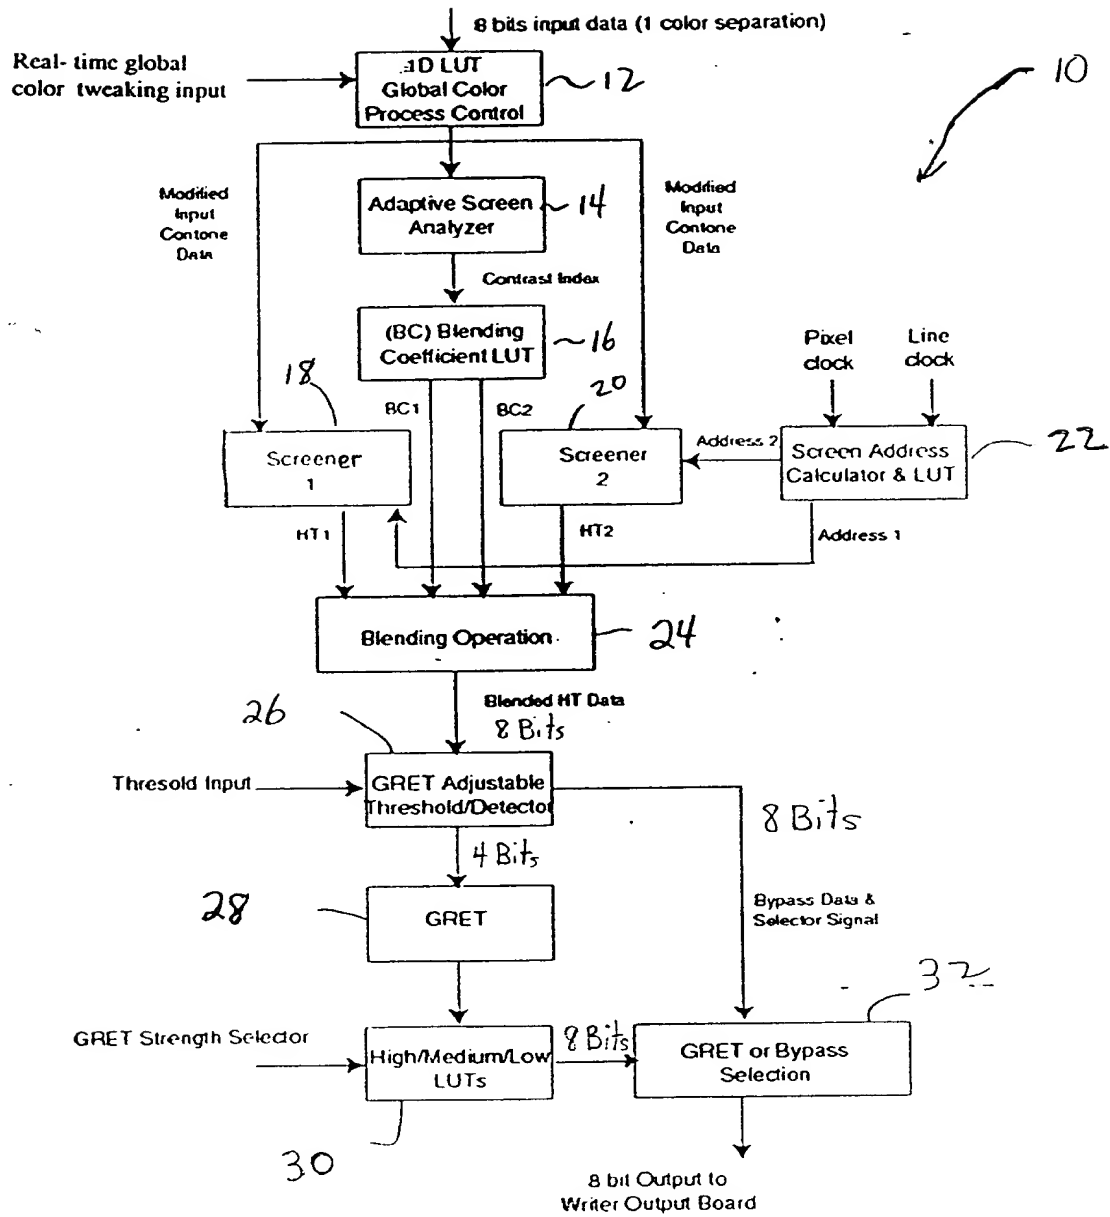 8 bits input data (1 color separation)
Real- time global
color tweaking input
1D LUT
Global Color
Process Control
12
10
Modified
Input
Contone
Data
Adaptive Screen
Analyzer
14
Modified
Input
Contone
Data
Contrast Index
(BC) Blending
Coefficient LUT
16
Pixel
clock
Line
clock
18
BC1
BC2
20
Screener
1
Screener
2
Address 2
Screen Address
Calculator & LUT
22
HT1
HT2
Address 1
Blending Operation
24
Blended HT Data
8 Bits
26
Thresold Input
GRET Adjustable
Threshold/Detector
8 Bits
4 Bits
28
GRET
Bypass Data &
Selector Signal
32
GRET Strength Selector
High/Medium/Low
LUTs
8 Bits
GRET or Bypass
Selection
30
8 bit Output to
Writer Output Board